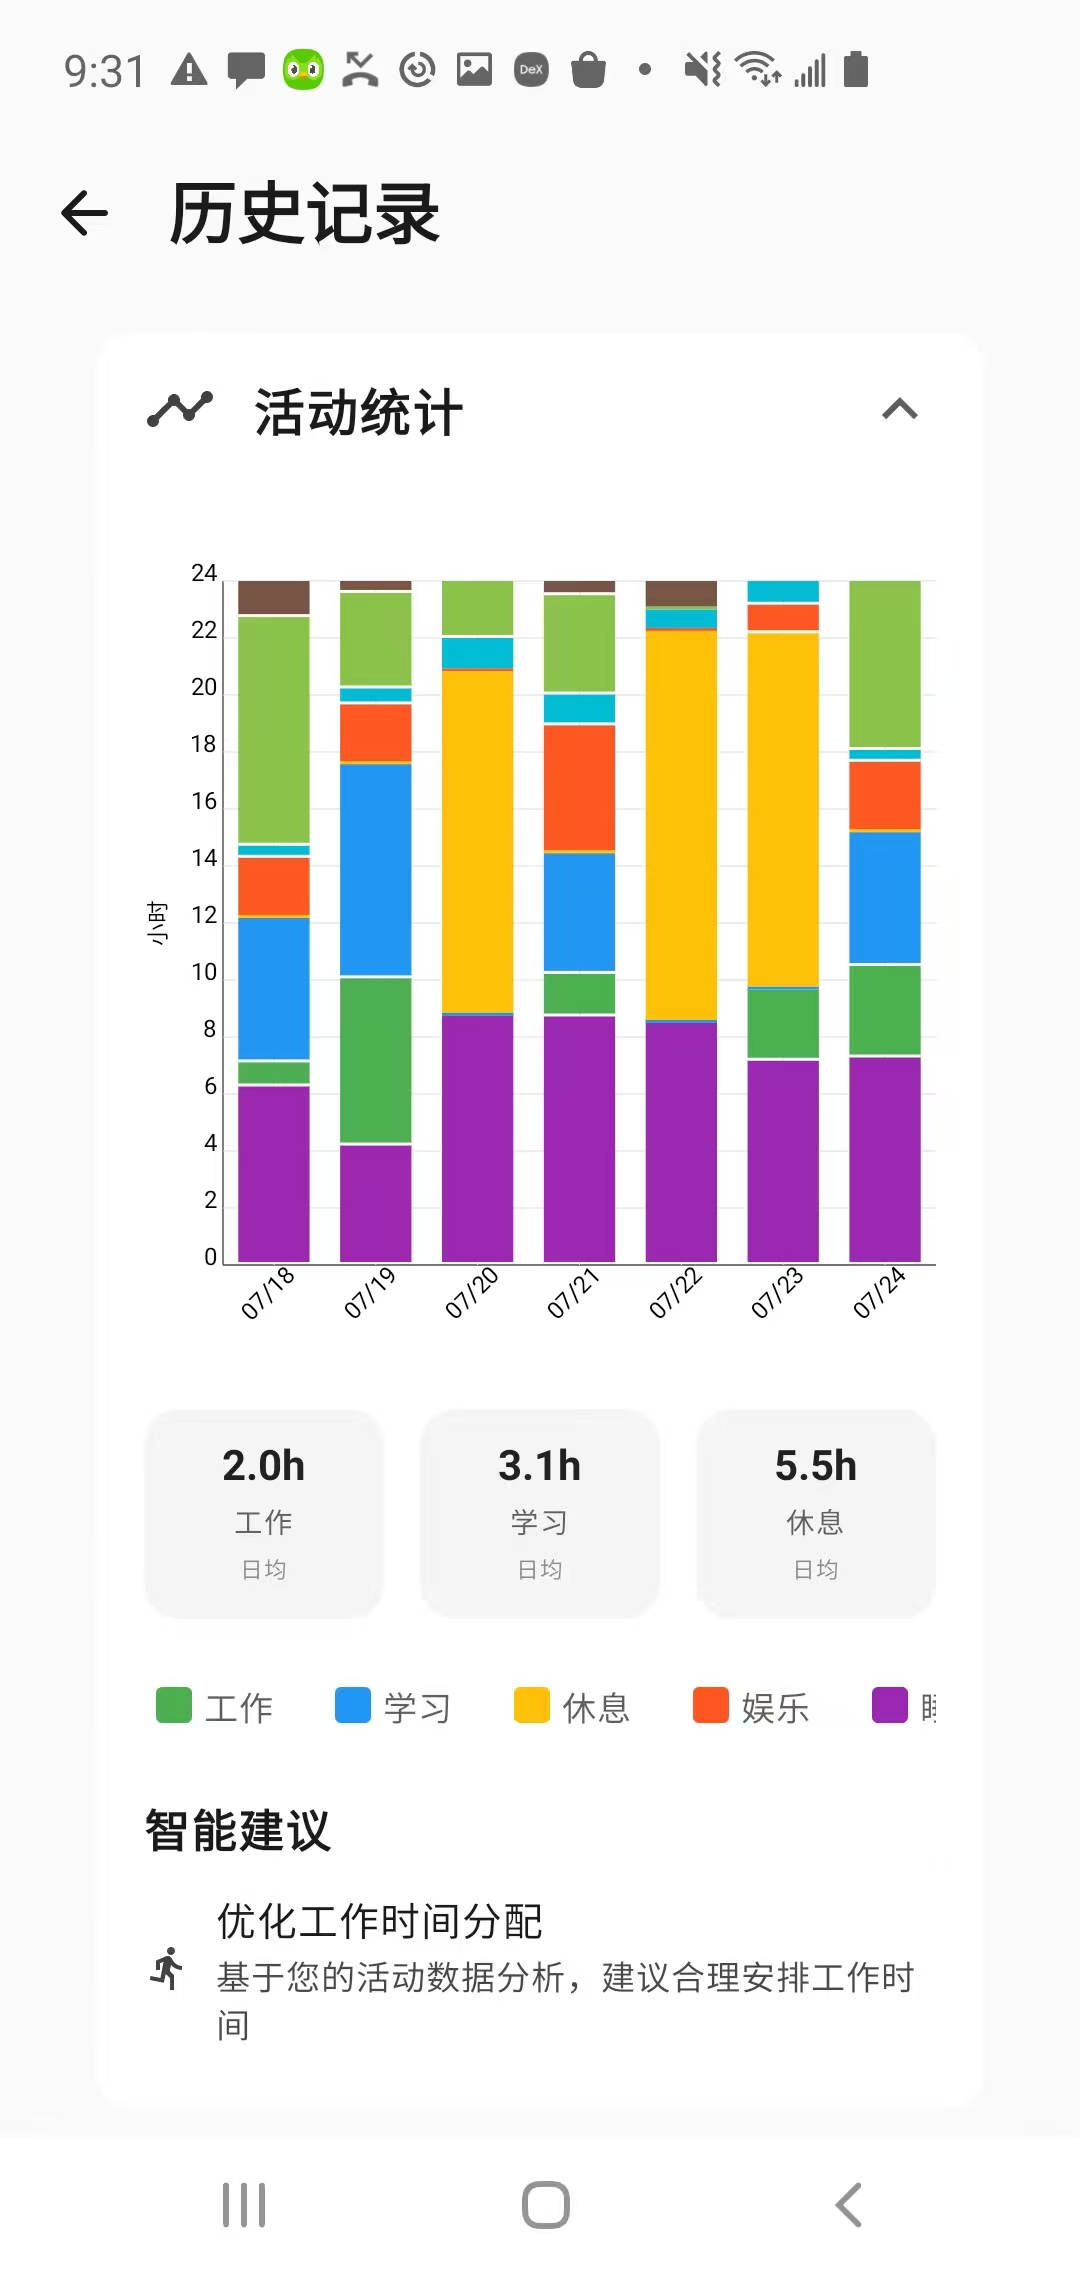 9:31
DeX
历史记录
活动统计
24
22
20
18
16
14
12
10
8
6
4
2
0
小时
07/18
07/19
07/20
07/21
07/22
07/23
07/24
2.0h
工作
日均
3.1h
学习
日均
5.5h
休息
日均
工作
学习
休息
娱乐
智能建议
优化工作时间分配
基于您的活动数据分析，建议合理安排工作时
间